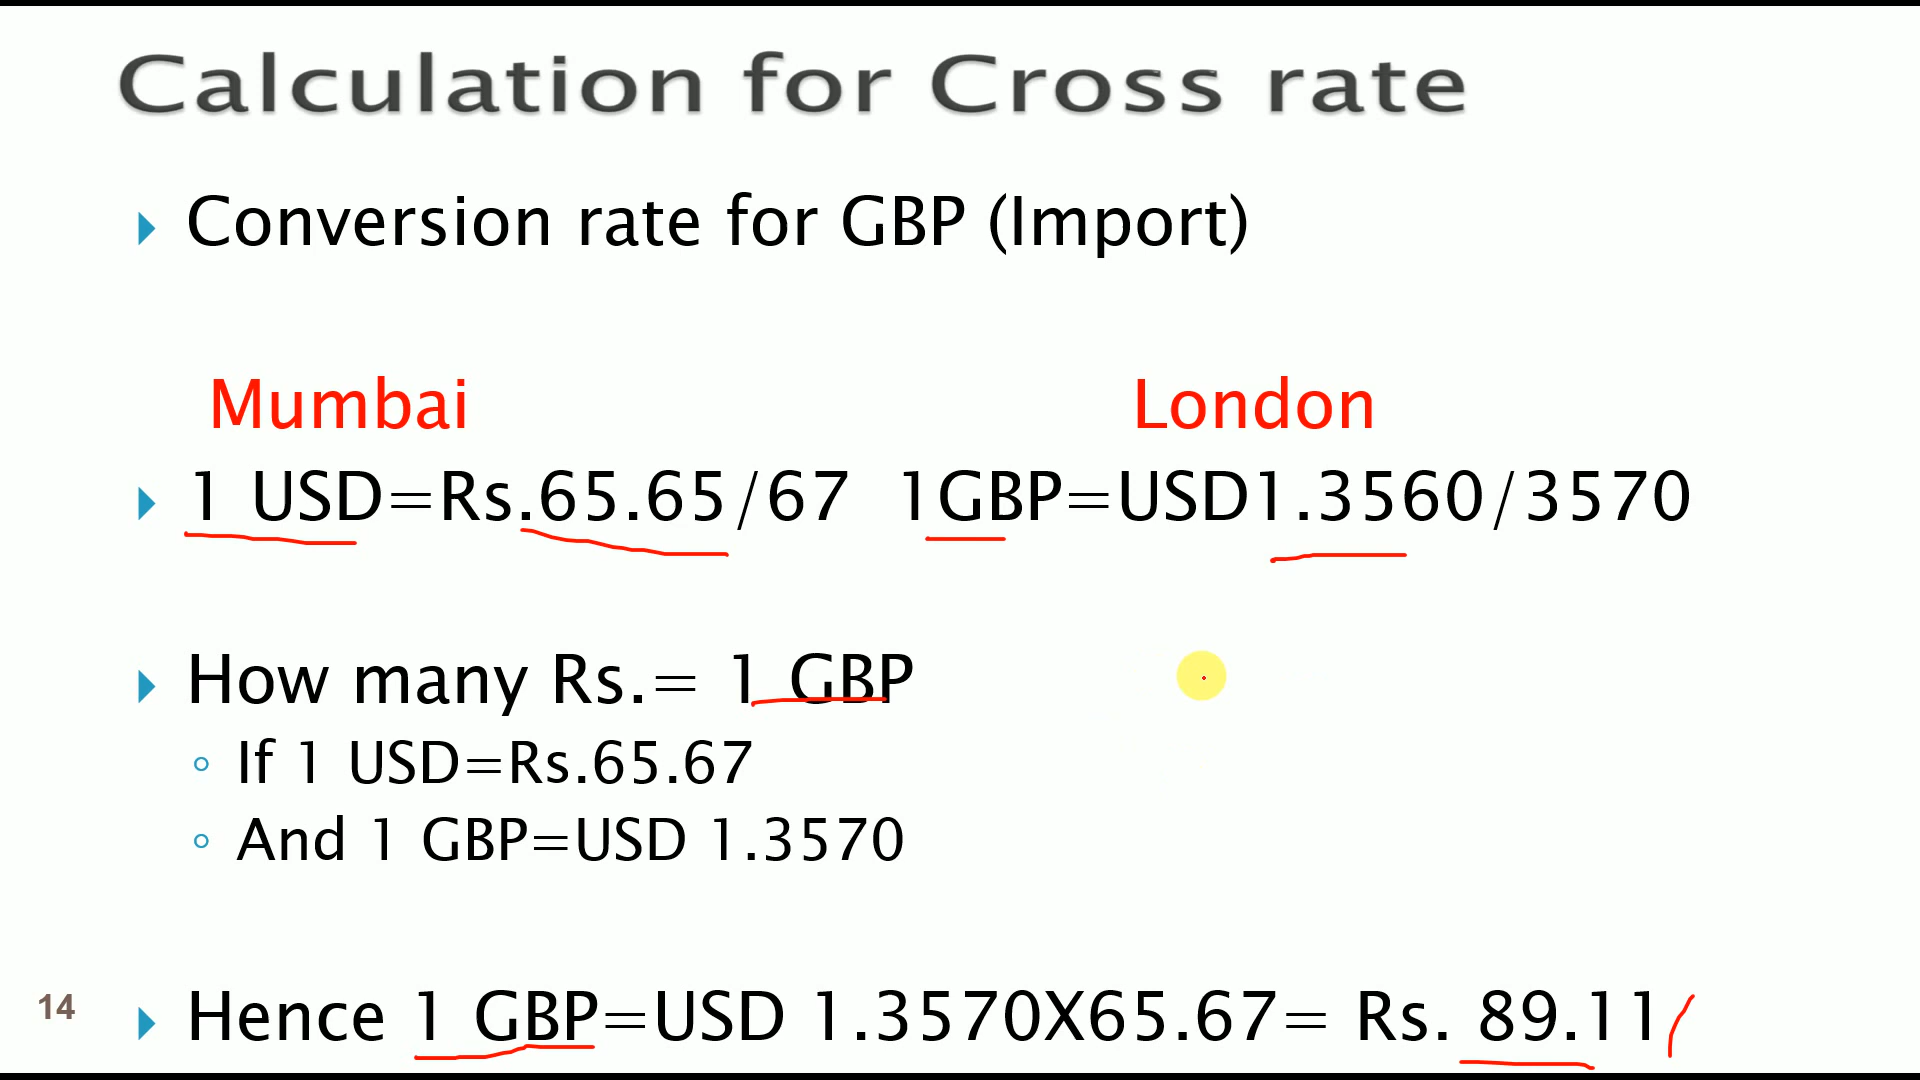 Calculation for Cross rate
Conversion rate for GBP (Import)
Mumbai London
1 USD=Rs.65.65/67 1GBP=USD1.3560/3570
How many Rs.= 1 GBP
If 1 USD=Rs.65.67
And 1 GBP=USD 1.3570
14
Hence 1 GBP=USD 1.3570X65.67= Rs. 89.11